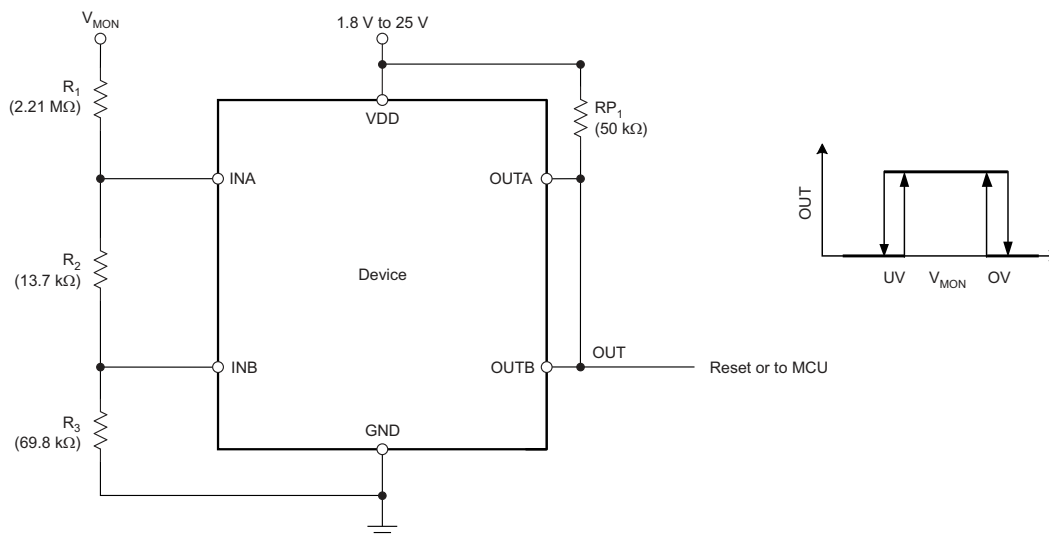 V_MON
1.8 V to 25 V
R_1
(2.21 MΩ)
VDD
RP_1
(50 kΩ)
INA
OUTA
R_2
(13.7 kΩ)
Device
OUT
UV
V_MON
OV
INB
OUTB
OUT
Reset or to MCU
R_3
(69.8 kΩ)
GND